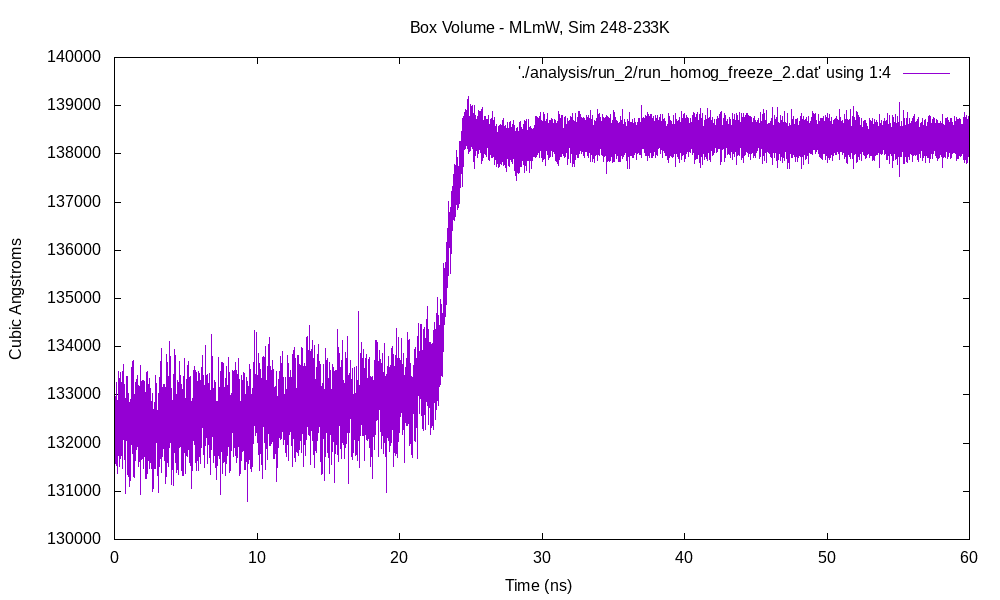 Box Volume - MLmW, Sim 248-233K
'./analysis/run_2/run_homog_freeze_2.dat' using 1:4
140000
139000
138000
137000
136000
135000
134000
133000
132000
131000
130000
Cubic Angstroms
0 10 20 30 40 50 60
Time (ns)